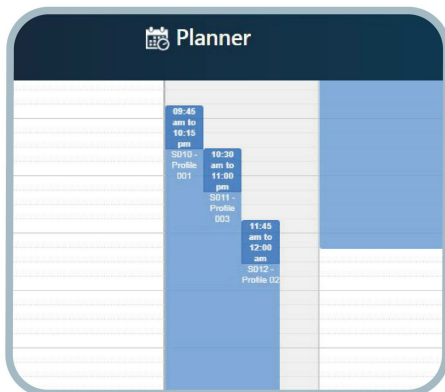 Planner
09:45
am to
10:15
pm
S010 -
Profile
001
10:30
am to
11:00
pm
S011 -
Profile
003
11:45
am to
12:00
am
S012 -
Profile 02